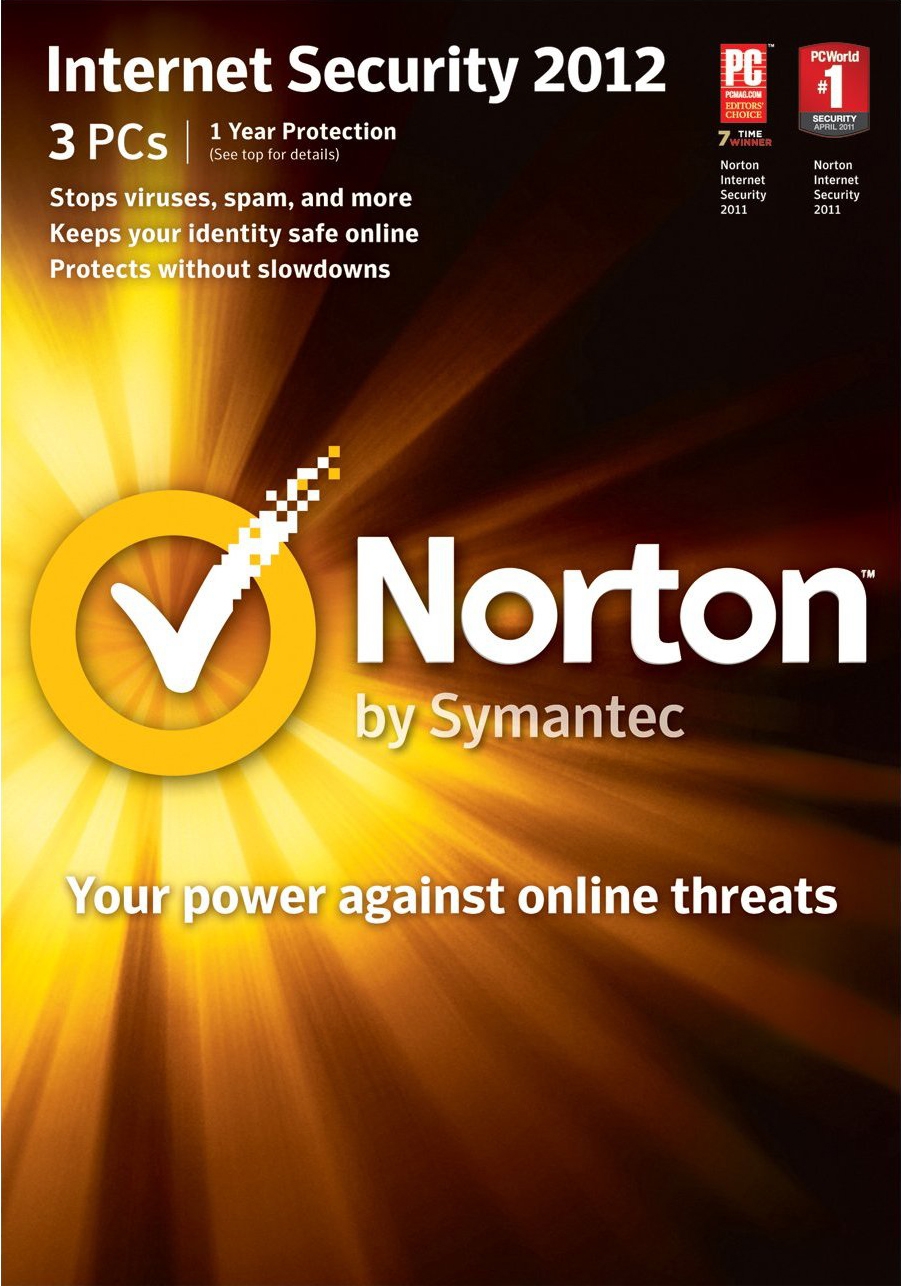 Internet Security 2012
3 PCs | 1 Year Protection
(See top for details)
Stops viruses, spam, and more
Keeps your identity safe online
Protects without slowdowns
PC™
PCMAG.COM
EDITORS'
CHOICE
7 TIME
WINNER
Norton
Internet
Security
2011
PCWorld
#1
SECURITY
APRIL 2011
Norton
Internet
Security
2011
Norton™
by Symantec
Your power against online threats